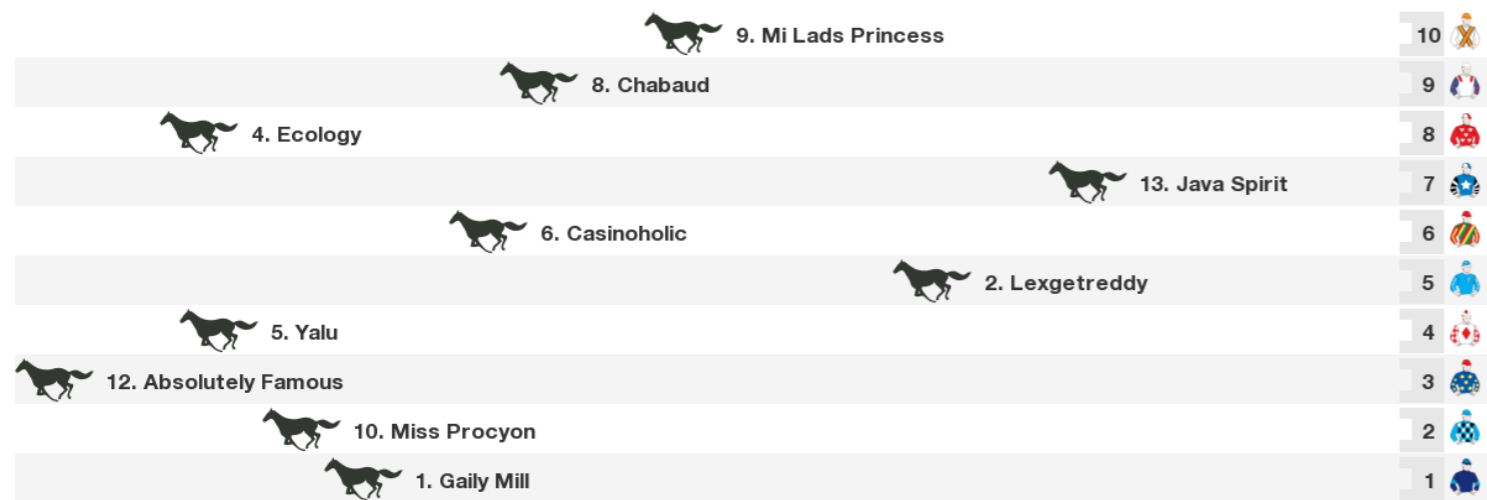 9. Mi Lads Princess 10
8. Chabaud 9
4. Ecology 8
13. Java Spirit 7
6. Casinoholic 6
2. Lexgetreddy 5
5. Yalu 4
12. Absolutely Famous 3
10. Miss Procyon 2
1. Gaily Mill 1